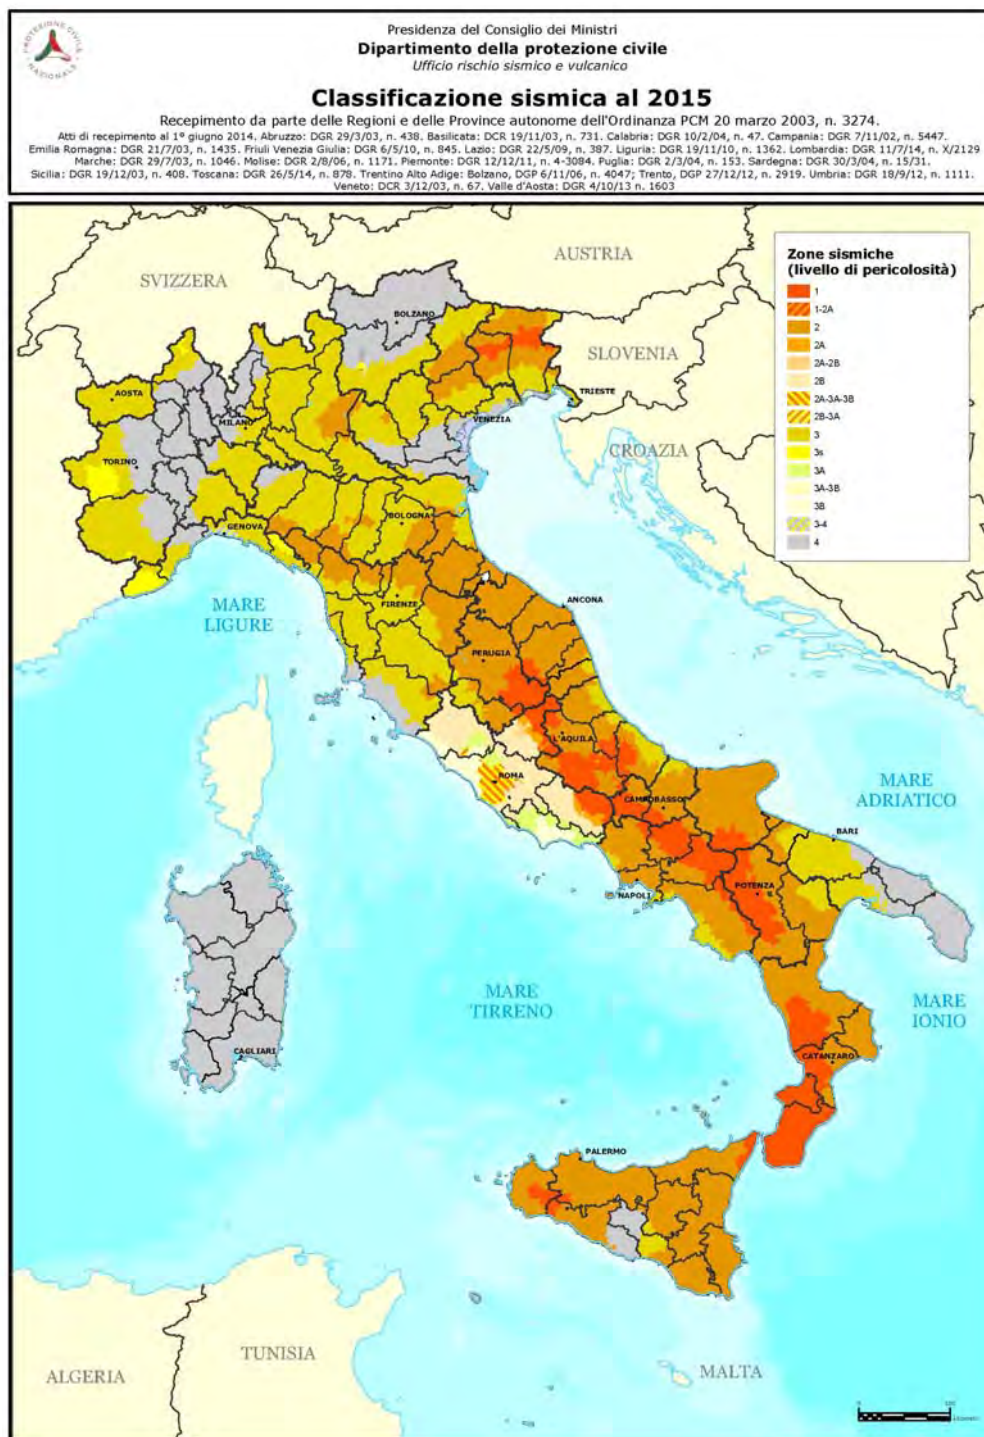 PROTEZIONE CIVILE NAZIONALE
Presidenza del Consiglio dei Ministri
Dipartimento della protezione civile
Ufficio rischio sismico e vulcanico
Classificazione sismica al 2015
Recepimento da parte delle Regioni e delle Province autonome dell'Ordinanza PCM 20 marzo 2003, n. 3274.
Atti di recepimento al 1º giugno 2014. Abruzzo: DGR 29/3/03, n. 438. Basilicata: DCR 19/11/03, n. 731. Calabria: DGR 10/2/04, n. 47. Campania: DGR 7/11/02, n. 5447.
Emilia Romagna: DGR 21/7/03, n. 1435. Friuli Venezia Giulia: DGR 6/5/10, n. 845. Lazio: DGR 22/5/09, n. 387. Liguria: DGR 19/11/10, n. 1362. Lombardia: DGR 11/7/14, n. X/2129
Marche: DGR 29/7/03, n. 1046. Molise: DGR 2/8/06, n. 1171. Piemonte: DGR 12/12/11, n. 4-3084. Puglia: DGR 2/3/04, n. 153. Sardegna: DGR 30/3/04, n. 15/31.
Sicilia: DGR 19/12/03, n. 408. Toscana: DGR 26/5/14, n. 878. Trentino Alto Adige: Bolzano, DGP 6/11/06, n. 4047; Trento, DGP 27/12/12, n. 2919. Umbria: DGR 18/9/12, n. 1111.
Veneto: DCR 3/12/03, n. 67. Valle d'Aosta: DGR 4/10/13 n. 1603
Zone sismiche
(livello di pericolosità)
1
1-2A
2
2A
2A-2B
2B
2A-3A-3B
2B-3A
3
3s
3A
3A-3B
3B
3-4
4
AUSTRIA
SVIZZERA
BOLZANO
SLOVENIA
AOSTA
TRIESTE
MILANO
VENEZIA
CROAZIA
TORINO
BOLOGNA
GENOVA
MARE
LIGURE
FIRENZE
ANCONA
PERUGIA
L'AQUILA
ROMA
CAMPOBASSO
MARE
ADRIATICO
BARI
NAPOLI
POTENZA
MARE
TIRRENO
MARE
IONIO
CAGLIARI
CATANZARO
PALERMO
TUNISIA
ALGERIA
MALTA
0